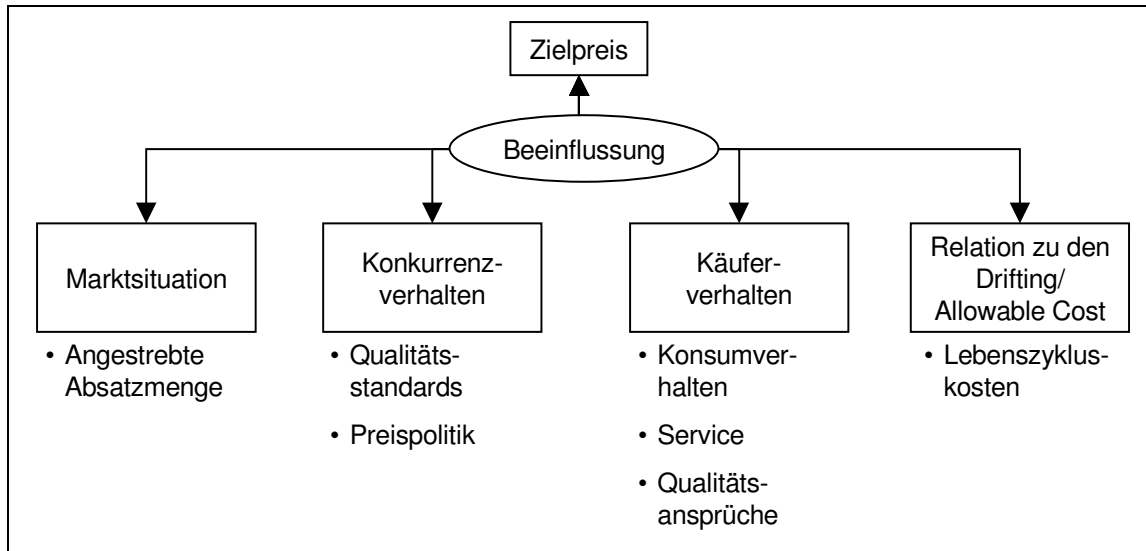 Zielpreis
Beeinflussung
Marktsituation
• Angestrebte
Absatzmenge
Konkurrenz-
verhalten
• Qualitäts-
standards
• Preispolitik
Käufer-
verhalten
• Konsumver-
halten
• Service
• Qualitäts-
ansprüche
Relation zu den
Drifting/
Allowable Cost
• Lebenszyklus-
kosten